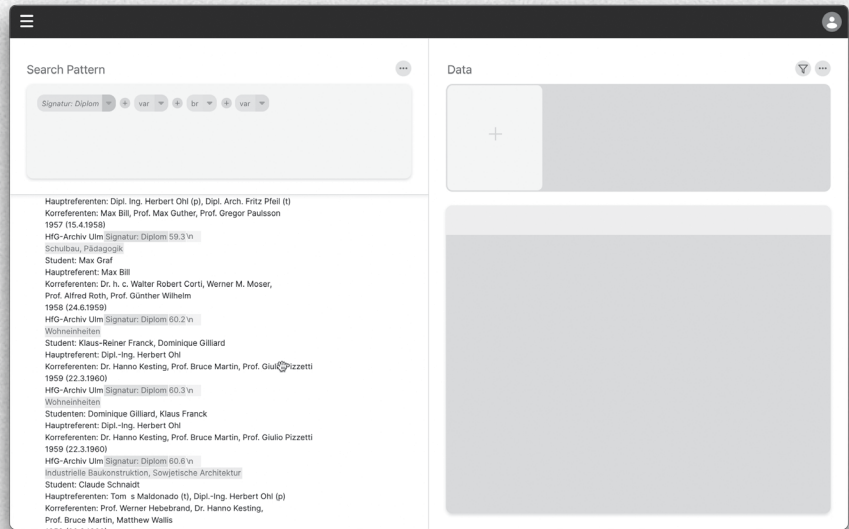 Search Pattern
Data
Signatur: Diplom + var + br + var
+
Hauptreferenten: Dipl. Ing. Herbert Ohl (p), Dipl. Arch. Fritz Pfeil (t)
Korreferenten: Max Bill, Prof. Max Guther, Prof. Gregor Paulsson
1957 (15.4.1958)
HfG-Archiv Ulm Signatur: Diplom 59.3 \n
Schulbau, Pädagogik
Student: Max Graf
Hauptreferent: Max Bill
Korreferenten: Dr. h. c. Walter Robert Corti, Werner M. Moser,
Prof. Alfred Roth, Prof. Günther Wilhelm
1958 (24.6.1959)
HfG-Archiv Ulm Signatur: Diplom 60.2 \n
Wohneinheiten
Student: Klaus-Reiner Franck, Dominique Gilliard
Hauptreferent: Dipl.-Ing. Herbert Ohl
Korreferenten: Dr. Hanno Kesting, Prof. Bruce Martin, Prof. Giulio Pizzetti
1959 (22.3.1960)
HfG-Archiv Ulm Signatur: Diplom 60.3 \n
Wohneinheiten
Studenten: Dominique Gilliard, Klaus Franck
Hauptreferent: Dipl.-Ing. Herbert Ohl
Korreferenten: Dr. Hanno Kesting, Prof. Bruce Martin, Prof. Giulio Pizzetti
1959 (22.3.1960)
HfG-Archiv Ulm Signatur: Diplom 60.6 \n
Industrielle Baukonstruktion, Sowjetische Architektur
Student: Claude Schnaidt
Hauptreferenten: Tom s Maldonado (t), Dipl.-Ing. Herbert Ohl (p)
Korreferenten: Prof. Werner Hebebrand, Dr. Hanno Kesting,
Prof. Bruce Martin, Matthew Wallis